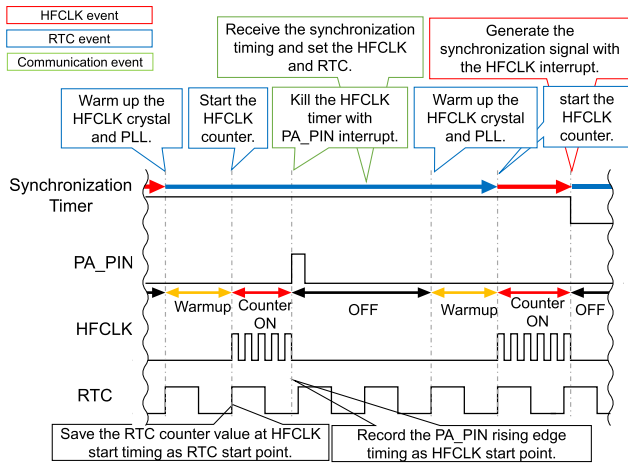 HFCLK event
RTC event
Communication event
Receive the synchronization
timing and set the HFCLK
and RTC.
Generate the
synchronization signal with
the HFCLK interrupt.
Warm up the
HFCLK crystal
and PLL.
Start the
HFCLK
counter.
Kill the HFCLK
timer with
PA_PIN interrupt.
Warm up the
HFCLK crystal
and PLL.
start the
HFCLK
counter.
Synchronization
Timer
PA_PIN
Warmup
Counter
ON
OFF
Warmup
Counter
ON
OFF
HFCLK
RTC
Save the RTC counter value at HFCLK
start timing as RTC start point.
Record the PA_PIN rising edge
timing as HFCLK start point.